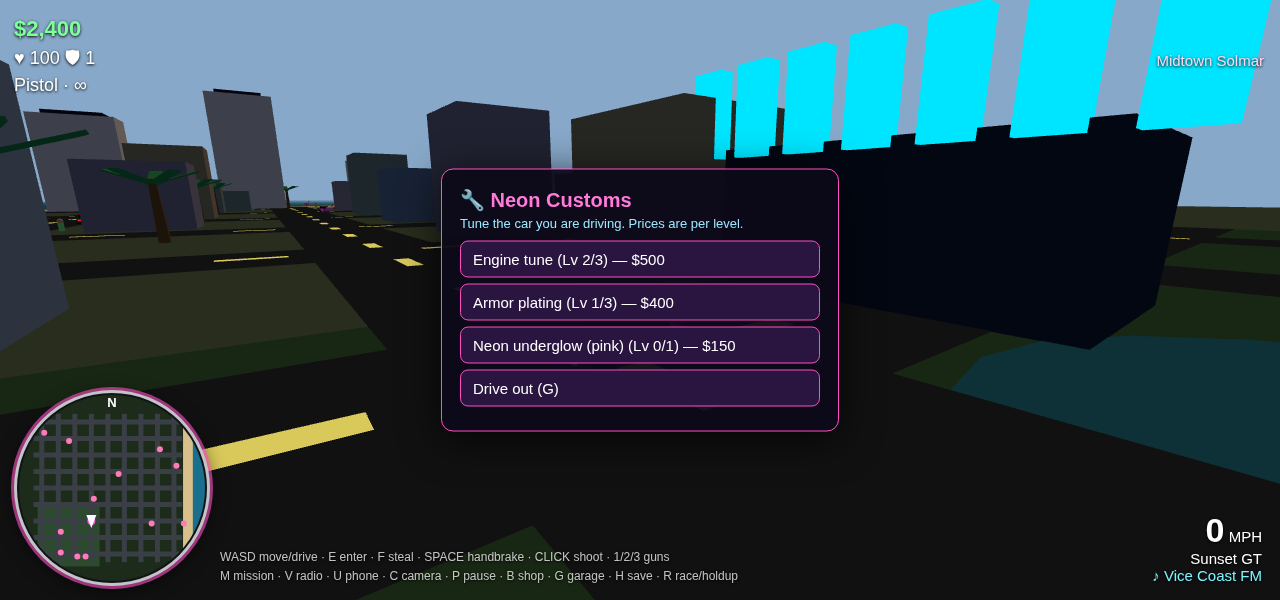 $2,400
♥ 100 🛡 1
Pistol · ∞
Midtown Solmar
🔧 Neon Customs
Tune the car you are driving. Prices are per level.
Engine tune (Lv 2/3) — $500
Armor plating (Lv 1/3) — $400
Neon underglow (pink) (Lv 0/1) — $150
Drive out (G)
N
0 MPH
Sunset GT
♪ Vice Coast FM
WASD move/drive · E enter · F steal · SPACE handbrake · CLICK shoot · 1/2/3 guns
M mission · V radio · U phone · C camera · P pause · B shop · G garage · H save · R race/holdup